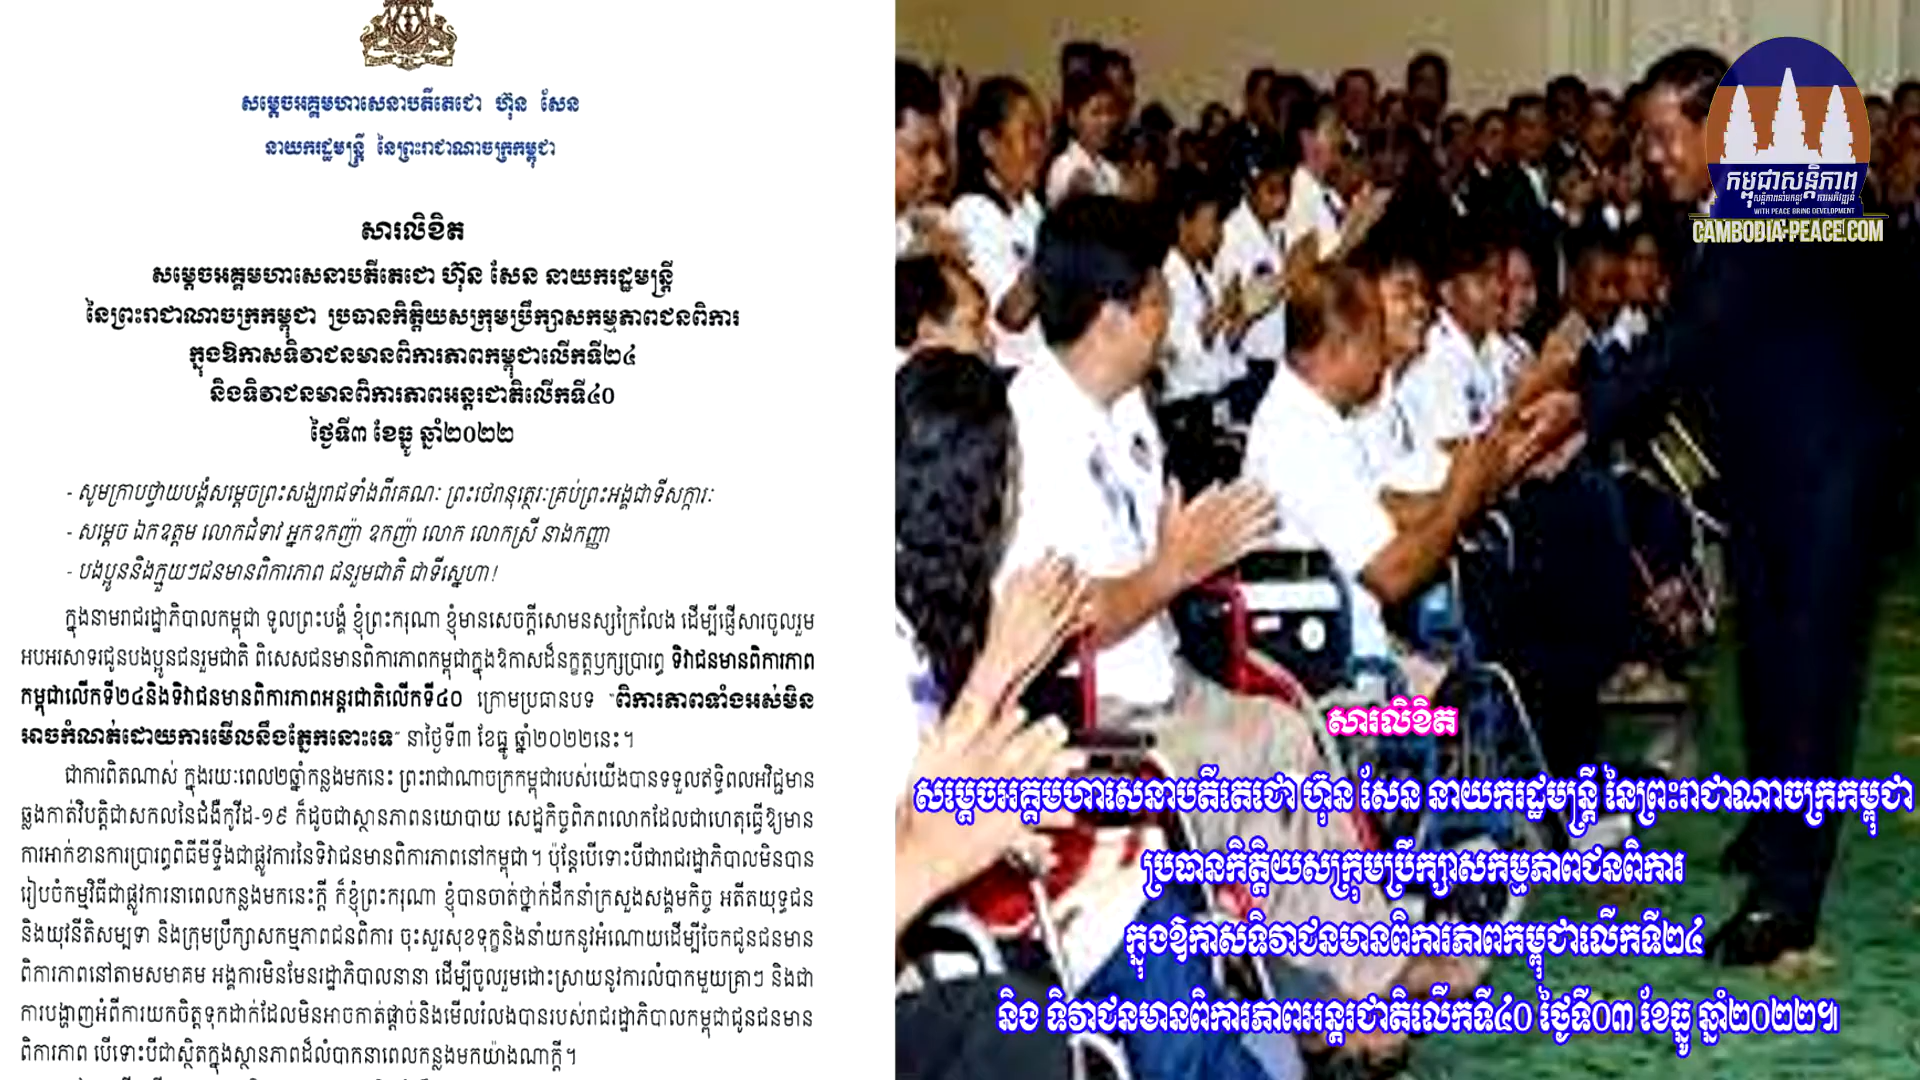 សម្តេចអគ្គមហាសេនាបតីតេជោ ហ៊ុន សែន
នាយករដ្ឋមន្ត្រី នៃព្រះរាជាណាចក្រកម្ពុជា
សារលិខិត
សម្តេចអគ្គមហាសេនាបតីតេជោ ហ៊ុន សែន នាយករដ្ឋមន្ត្រី
នៃព្រះរាជាណាចក្រកម្ពុជា ប្រធានកិត្តិយសក្រុមប្រឹក្សាសកម្មភាពជនពិការ
ក្នុងឱកាសទិវាជនមានពិការភាពកម្ពុជាលើកទី២៤
និងទិវាជនមានពិការភាពអន្តរជាតិលើកទី៤០
ថ្ងៃទី៣ ខែធ្នូ ឆ្នាំ២០២២
- សូមក្រាបថ្វាយបង្គំសម្តេចព្រះសង្ឃរាជទាំងពីរគណៈ ព្រះថេរានុត្ថេរៈគ្រប់ព្រះអង្គជាទីសក្ការៈ
- សម្តេច ឯកឧត្តម លោកជំទាវ អ្នកឧកញ៉ា ឧកញ៉ា លោក លោកស្រី នាងកញ្ញា
- បងប្អូននិងក្មួយៗជនមានពិការភាព ជនរួមជាតិ ជាទីស្នេហា!
ក្នុងនាមរាជរដ្ឋាភិបាលកម្ពុជា ទូលព្រះបង្គំ ខ្ញុំព្រះករុណា ខ្ញុំមានសេចក្តីសោមនស្សក្រៃលែង ដើម្បីផ្ញើសារចូលរួម
អបអរសាទរជូនបងប្អូនជនរួមជាតិ ពិសេសជនមានពិការភាពកម្ពុជាក្នុងឱកាសដ៏នក្ខត្តឫក្សប្រារព្ធ ទិវាជនមានពិការភាព
កម្ពុជាលើកទី២៤និងទិវាជនមានពិការភាពអន្តរជាតិលើកទី៤០ ក្រោមប្រធានបទ "ពិការភាពទាំងអស់មិន
អាចកំណត់ដោយការមើលនឹងភ្នែកនោះទេ" នាថ្ងៃទី៣ ខែធ្នូ ឆ្នាំ២០២២នេះ។
ជាការពិតណាស់ ក្នុងរយៈពេល២ឆ្នាំកន្លងមកនេះ ព្រះរាជាណាចក្រកម្ពុជារបស់យើងបានទទួលឥទ្ធិពលអវិជ្ជមាន
ឆ្លងកាត់វិបត្តិជាសកលនៃជំងឺកូវីដ-១៩ ក៏ដូចជាស្ថានភាពនយោបាយ សេដ្ឋកិច្ចពិភពលោកដែលជាហេតុធ្វើឱ្យមាន
ការអាក់ខានការប្រារព្ធពិធីមីទ្ទីងជាផ្លូវការនៃទិវាជនមានពិការភាពនៅកម្ពុជា។ ប៉ុន្តែបើទោះបីជារាជរដ្ឋាភិបាលមិនបាន
រៀបចំកម្មវិធីជាផ្លូវការនាពេលកន្លងមកនេះក្តី ក៏ខ្ញុំព្រះករុណា ខ្ញុំបានចាត់ថ្នាក់ដឹកនាំក្រសួងសង្គមកិច្ច អតីតយុទ្ធជន
និងយុវនីតិសម្បទា និងក្រុមប្រឹក្សាសកម្មភាពជនពិការ ចុះសួរសុខទុក្ខនិងនាំយកនូវអំណោយដើម្បីចែកជូនជនមាន
ពិការភាពនៅតាមសមាគម អង្គការមិនមែនរដ្ឋាភិបាលនានា ដើម្បីចូលរួមដោះស្រាយនូវការលំបាកមួយគ្រាៗ និងជា
ការបង្ហាញអំពីការយកចិត្តទុកដាក់ដែលមិនអាចកាត់ផ្តាច់និងមើលរំលែងបានរបស់រាជរដ្ឋាភិបាលកម្ពុជាជូនជនមាន
ពិការភាព បើទោះបីជាស្ថិតក្នុងស្ថានភាពដ៏លំបាកនាពេលកន្លងមកយ៉ាងណាក្តី។
កម្ពុជាសន្តិភាព
WITH PEACE BRING DEVELOPMENT
CAMBODIA-PEACE.COM
សារលិខិត
សម្តេចអគ្គមហាសេនាបតីតេជោ ហ៊ុន សែន នាយករដ្ឋមន្ត្រី នៃព្រះរាជាណាចក្រកម្ពុជា
ប្រធានកិត្តិយសក្រុមប្រឹក្សាសកម្មភាពជនពិការ
ក្នុងឱកាសទិវាជនមានពិការភាពកម្ពុជាលើកទី២៤
និង ទិវាជនមានពិការភាពអន្តរជាតិលើកទី៤០ ថ្ងៃទី០៣ ខែធ្នូ ឆ្នាំ២០២២៕